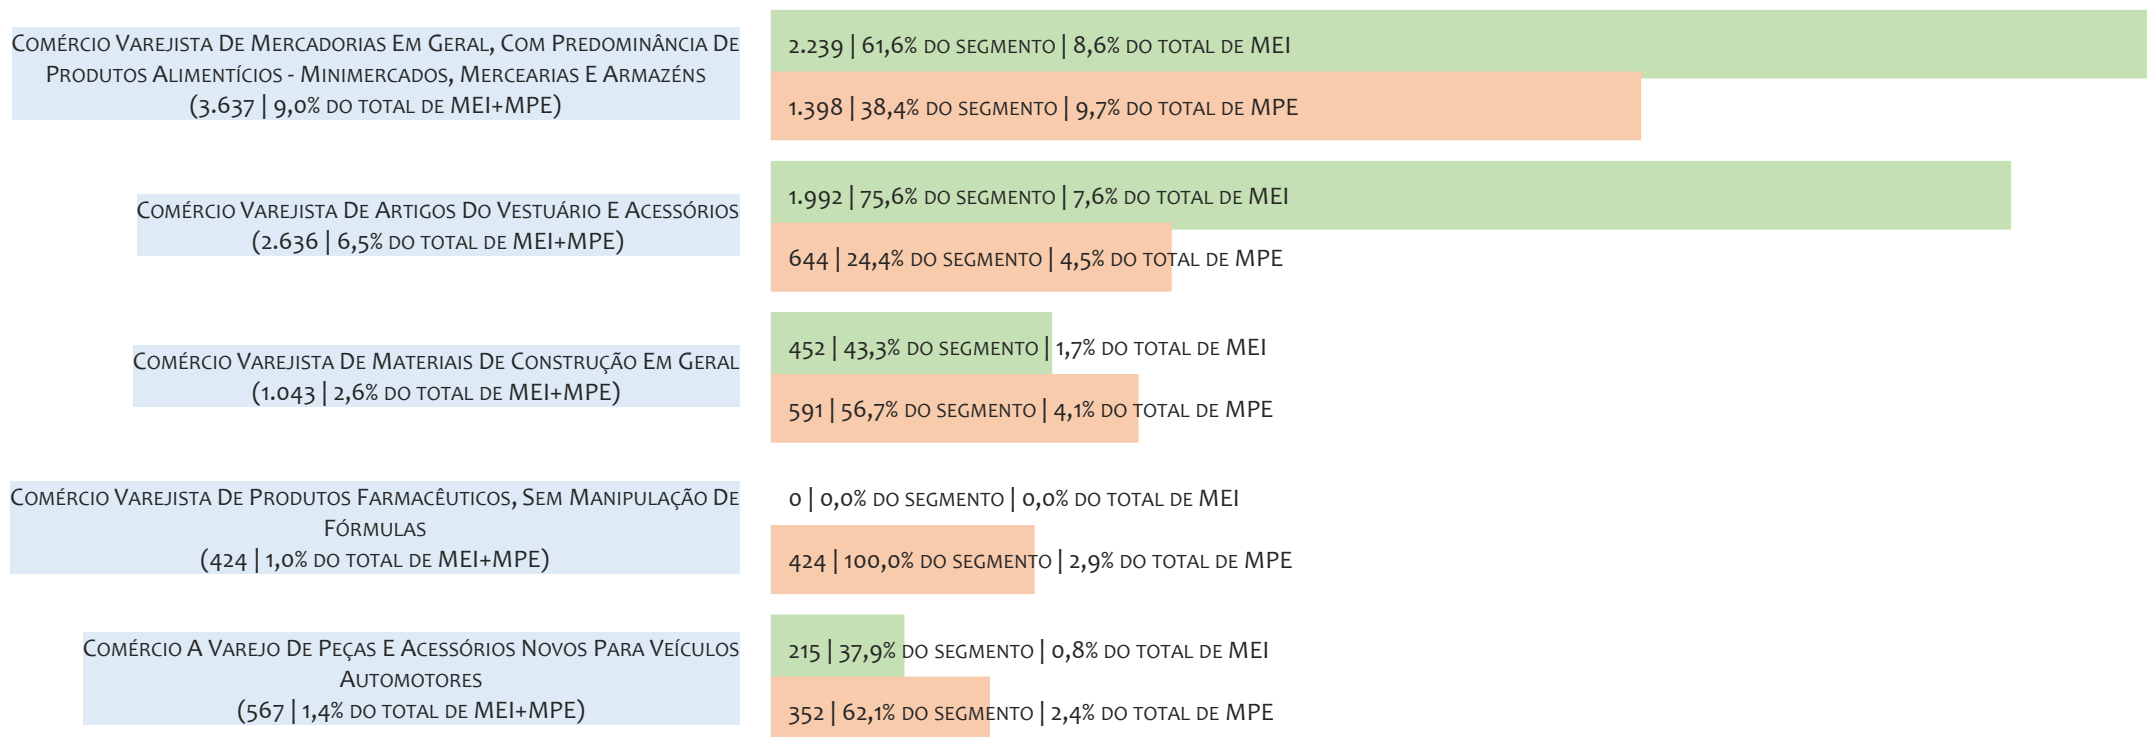 Comércio Varejista De Mercadorias Em Geral, Com Predominância De
Produtos Alimentícios - Minimercados, Mercearias E Armazéns
(3.637 | 9,0% do total de MEI+MPE)
2.239 | 61,6% do segmento | 8,6% do total de MEI
1.398 | 38,4% do segmento | 9,7% do total de MPE
Comércio Varejista De Artigos Do Vestuário E Acessórios
(2.636 | 6,5% do total de MEI+MPE)
1.992 | 75,6% do segmento | 7,6% do total de MEI
644 | 24,4% do segmento | 4,5% do total de MPE
Comércio Varejista De Materiais De Construção Em Geral
(1.043 | 2,6% do total de MEI+MPE)
452 | 43,3% do segmento | 1,7% do total de MEI
591 | 56,7% do segmento | 4,1% do total de MPE
Comércio Varejista De Produtos Farmacêuticos, Sem Manipulação De
Fórmulas
(424 | 1,0% do total de MEI+MPE)
0 | 0,0% do segmento | 0,0% do total de MEI
424 | 100,0% do segmento | 2,9% do total de MPE
Comércio A Varejo De Peças E Acessórios Novos Para Veículos
Automotores
(567 | 1,4% do total de MEI+MPE)
215 | 37,9% do segmento | 0,8% do total de MEI
352 | 62,1% do segmento | 2,4% do total de MPE